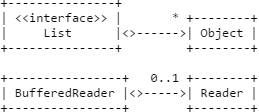 +---------------+
| <<interface>> |      *  +--------+
|     List      |<>------>| Object |
+---------------+         +--------+
+----------------+  0..1  +--------+
| BufferedReader |<>----->| Reader |
+----------------+        +--------+